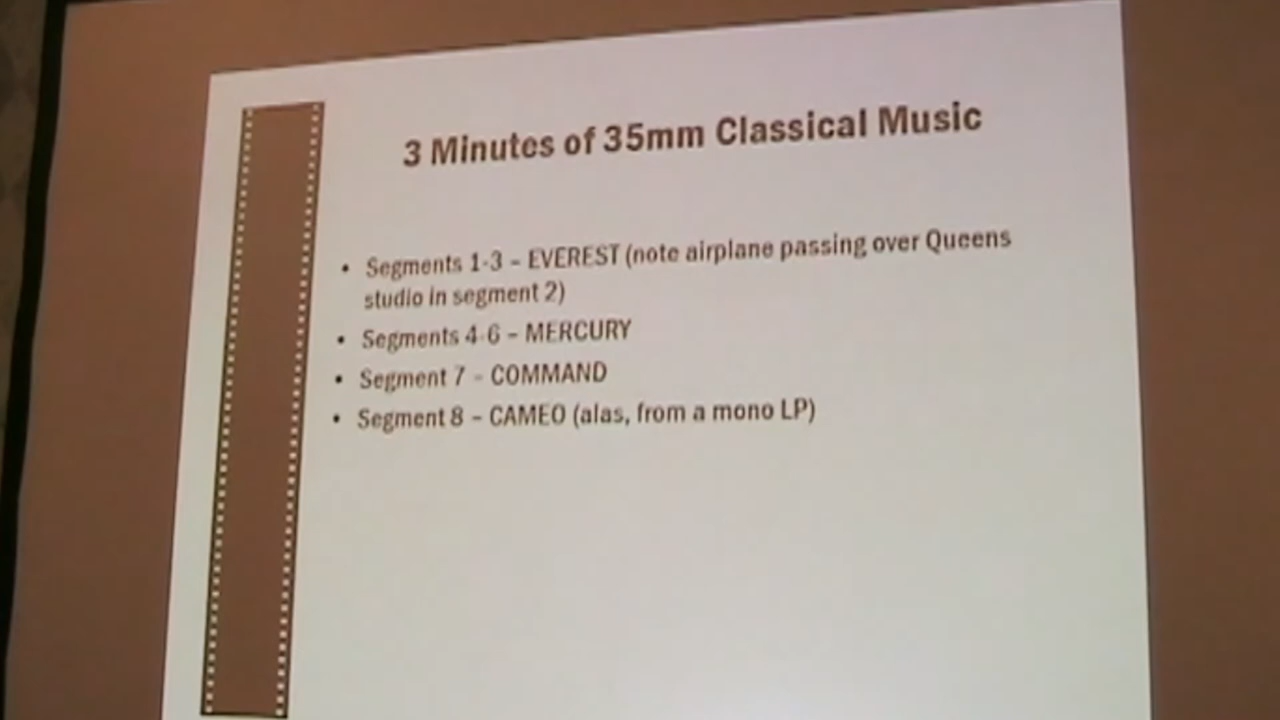 3 Minutes of 35mm Classical Music
• Segments 1-3 – EVEREST (note airplane passing over Queens
studio in segment 2)
• Segments 4-6 – MERCURY
• Segment 7 - COMMAND
• Segment 8 – CAMEO (alas, from a mono LP)